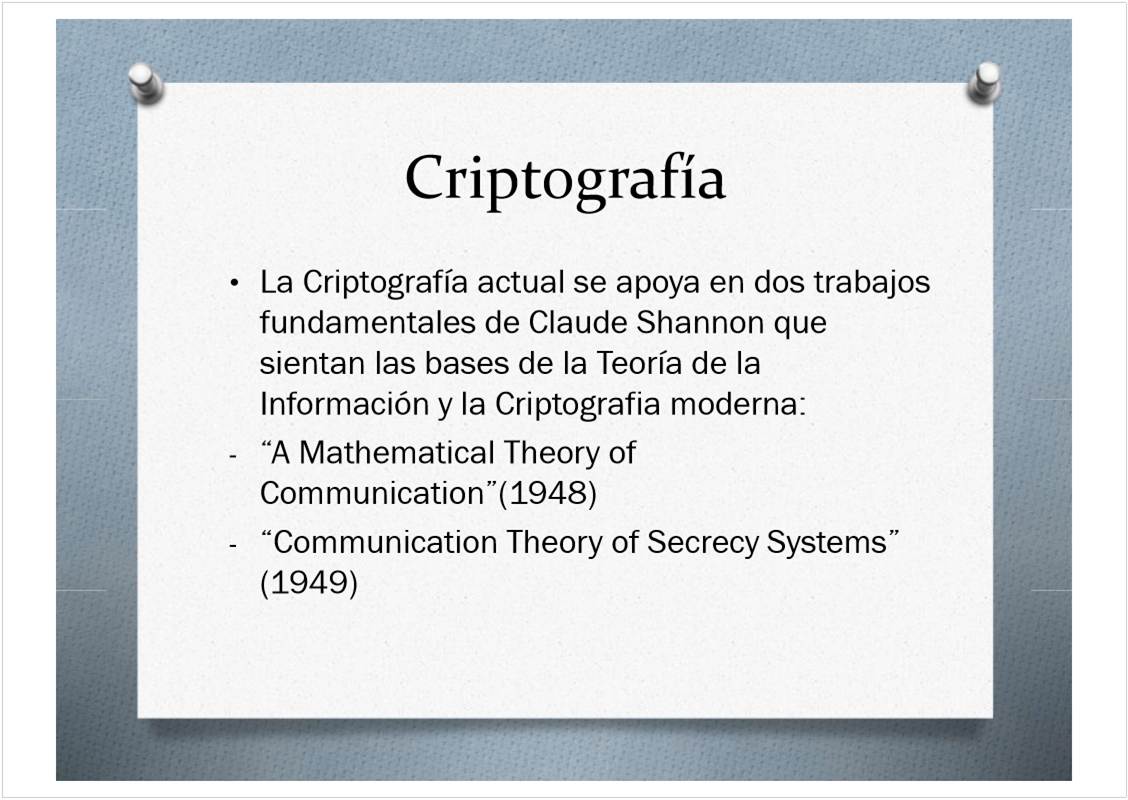 Criptografía
• La Criptografía actual se apoya en dos trabajos
fundamentales de Claude Shannon que
sientan las bases de la Teoría de la
Información y la Criptografia moderna:
- “A Mathematical Theory of
Communication”(1948)
- “Communication Theory of Secrecy Systems”
(1949)